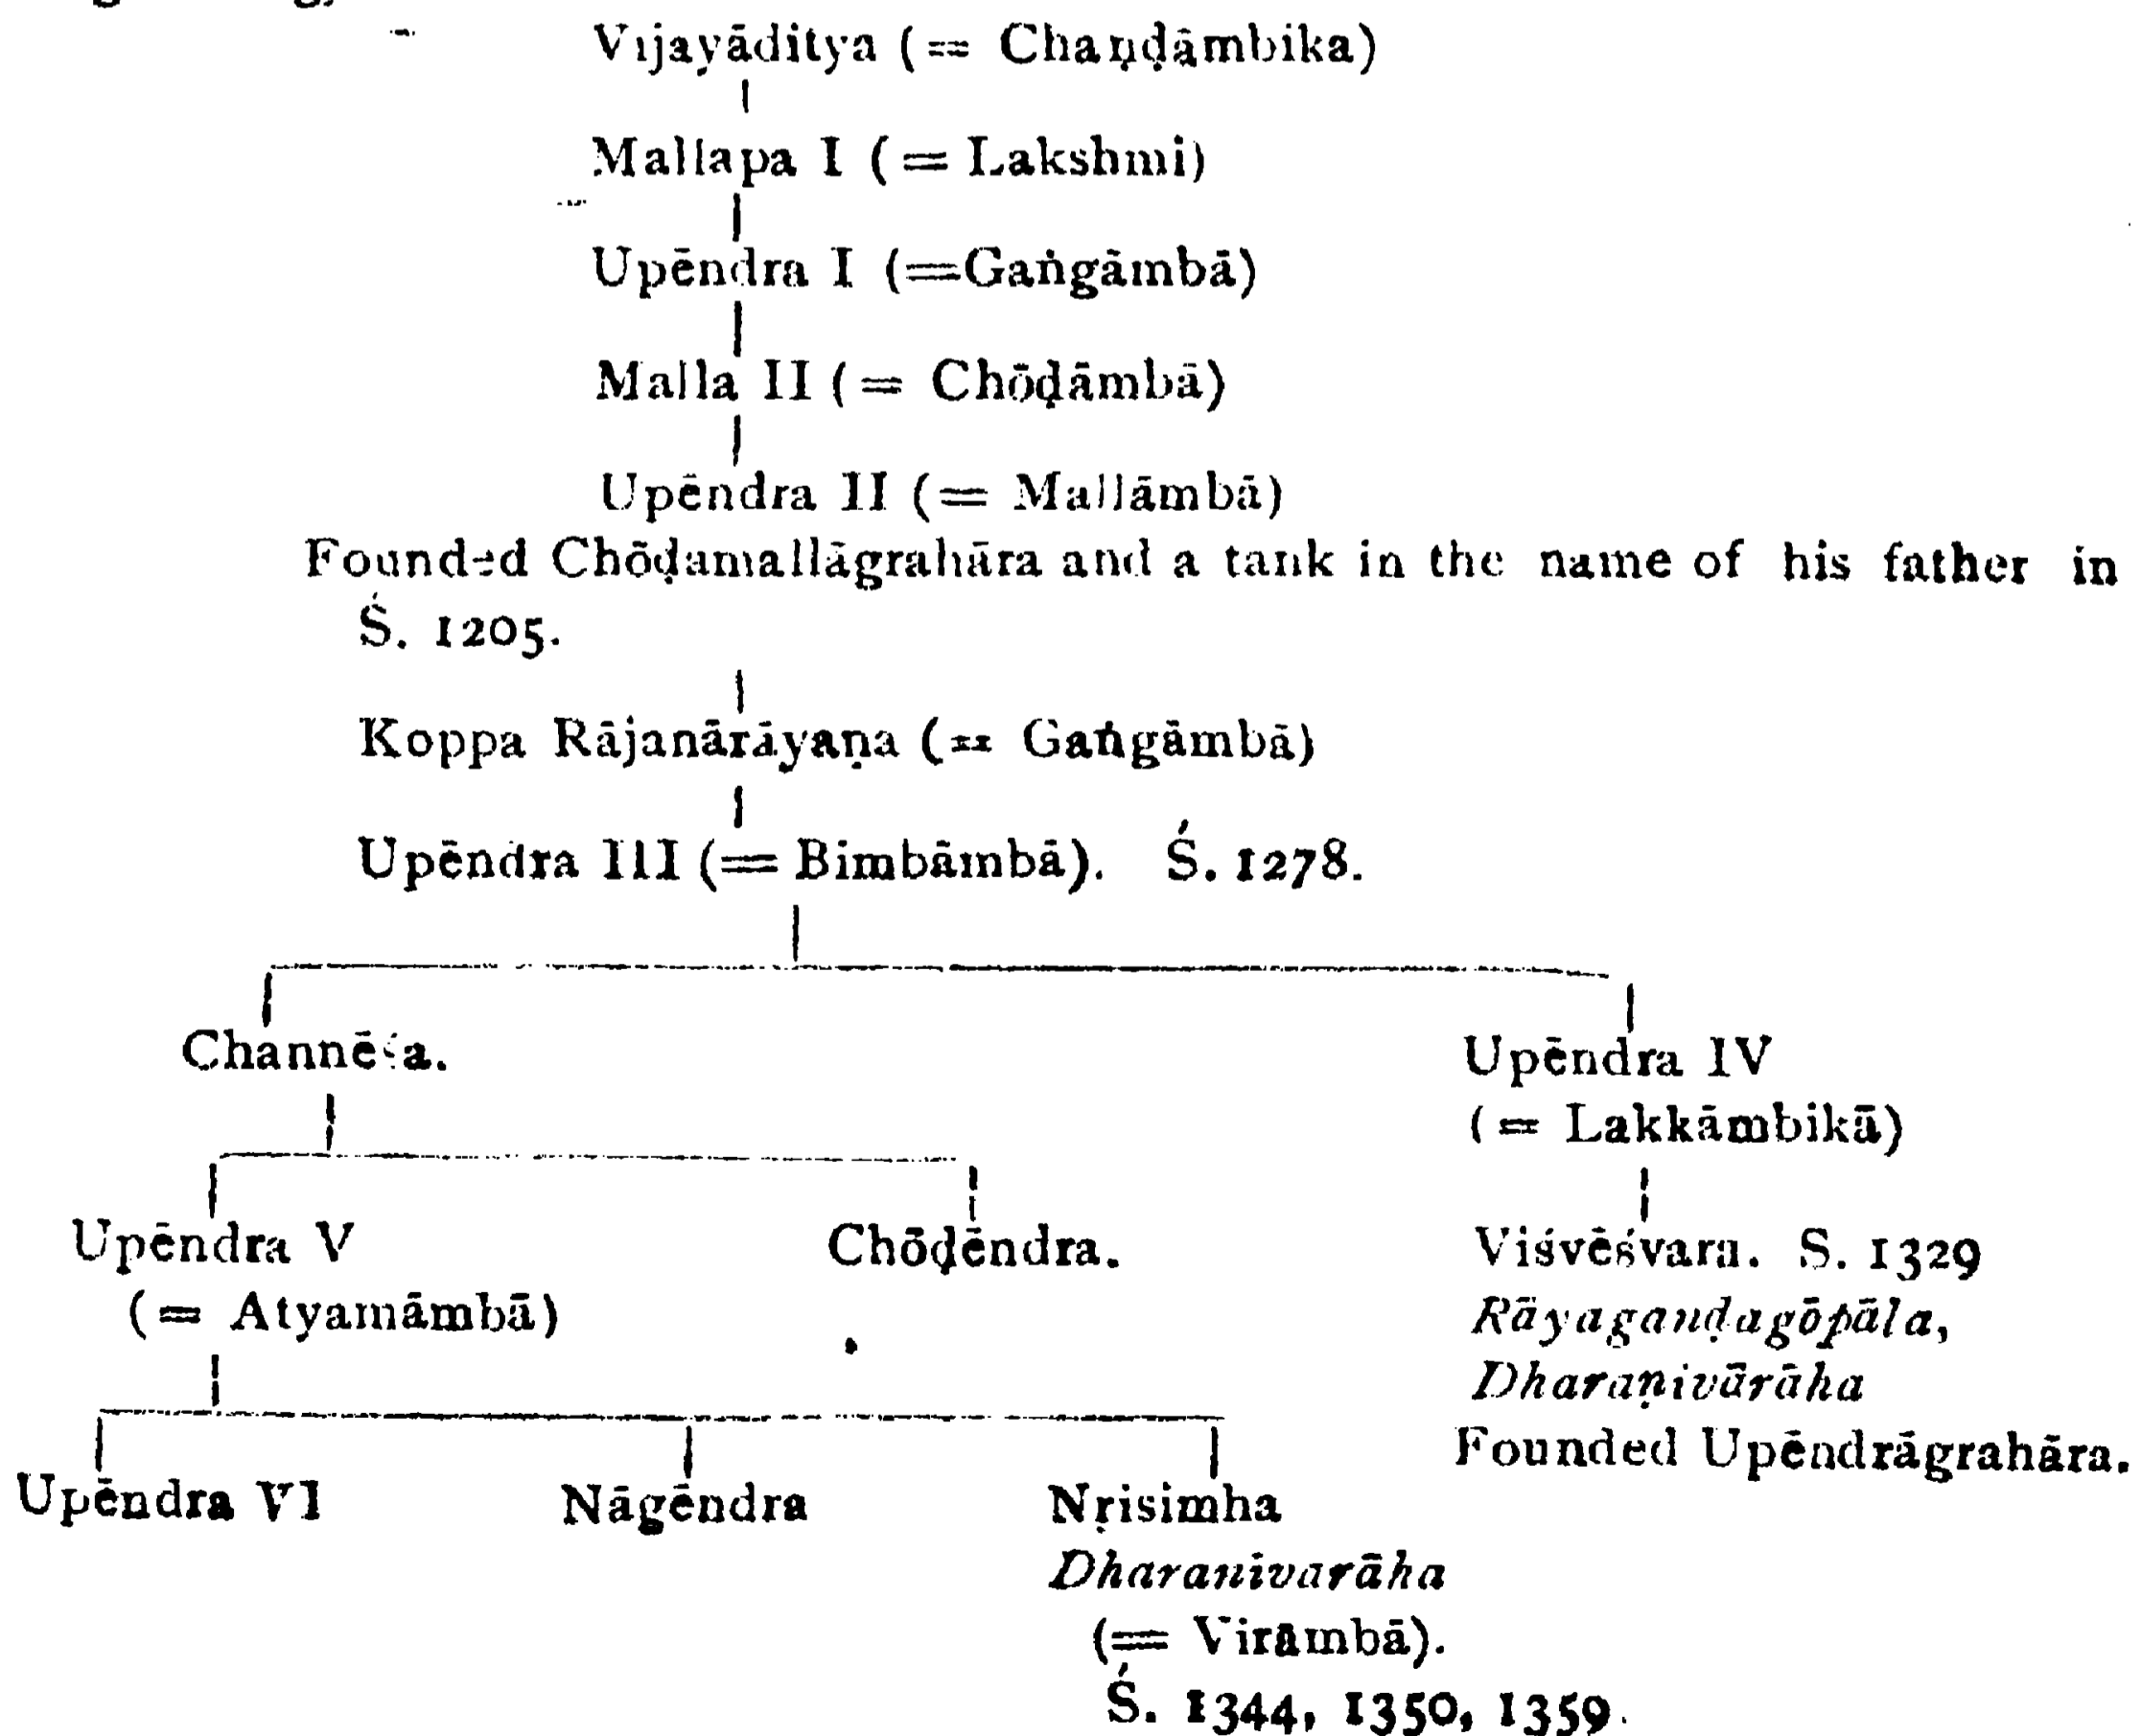 Vijayāditya (= Chaṇḍāmbika)
Mallapa I (= Lakshmi)
Upēndra I (=Gaṅgāmbā)
Malla II (= Chōḍāmbā)
Upēndra II (= Mallāmbā)
Founded Chōḍamallāgrahāra and a tank in the name of his father in
Ś. 1205.
Koppa Rājanārāyaṇa (= Gaṅgāmbā)
Upēndra III (= Bimbāmbā). Ś. 1278.
Channēśa. Upēndra IV
(= Lakkāmbikā)
Upēndra V Chōḍēndra. Viśvēśvara. S. 1329
(= Atyamāmbā) Rāyagaṇḍagōpāla,
Dharaṇivārāha
Founded Upēndrāgrahāra.
Upēndra VI Nāgēndra Nṛisimha
Dharanivarāha
(= Virāmbā).
Ś. 1344, 1350, 1359.